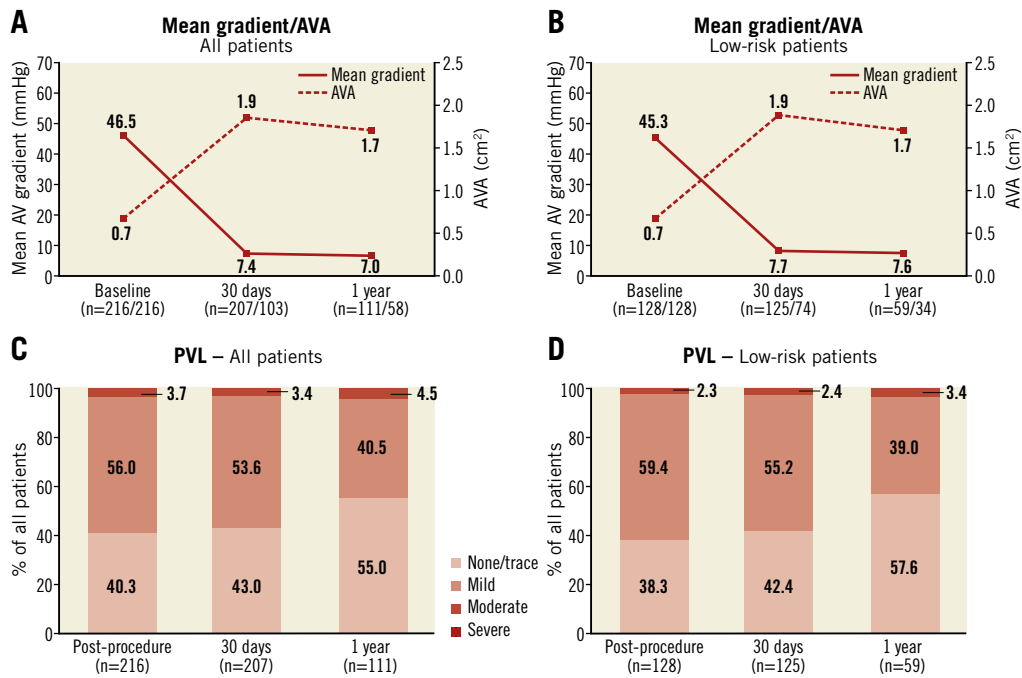 A
Mean gradient/AVA
All patients
Mean AV gradient (mmHg)
70
60
50
40
30
20
10
0
Mean gradient
AVA
46.5
1.9
1.7
0.7
7.4
7.0
2.5
2.0
1.5
1.0
0.5
0.0
AVA (cm²)
Baseline 30 days 1 year
(n=216/216) (n=207/103) (n=111/58)
B
Mean gradient/AVA
Low-risk patients
Mean AV gradient (mmHg)
70
60
50
40
30
20
10
0
Mean gradient
AVA
45.3
1.9
1.7
0.7
7.7
7.6
2.5
2.0
1.5
1.0
0.5
0.0
AVA (cm²)
Baseline 30 days 1 year
(n=128/128) (n=125/74) (n=59/34)
C
PVL – All patients
% of all patients
100
80
60
40
20
0
3.7
3.4
4.5
56.0
53.6
40.5
40.3
43.0
55.0
Post-procedure 30 days 1 year
(n=216) (n=207) (n=111)
None/trace
Mild
Moderate
Severe
D
PVL – Low-risk patients
% of all patients
100
80
60
40
20
0
2.3
2.4
3.4
59.4
55.2
39.0
38.3
42.4
57.6
Post-procedure 30 days 1 year
(n=128) (n=125) (n=59)